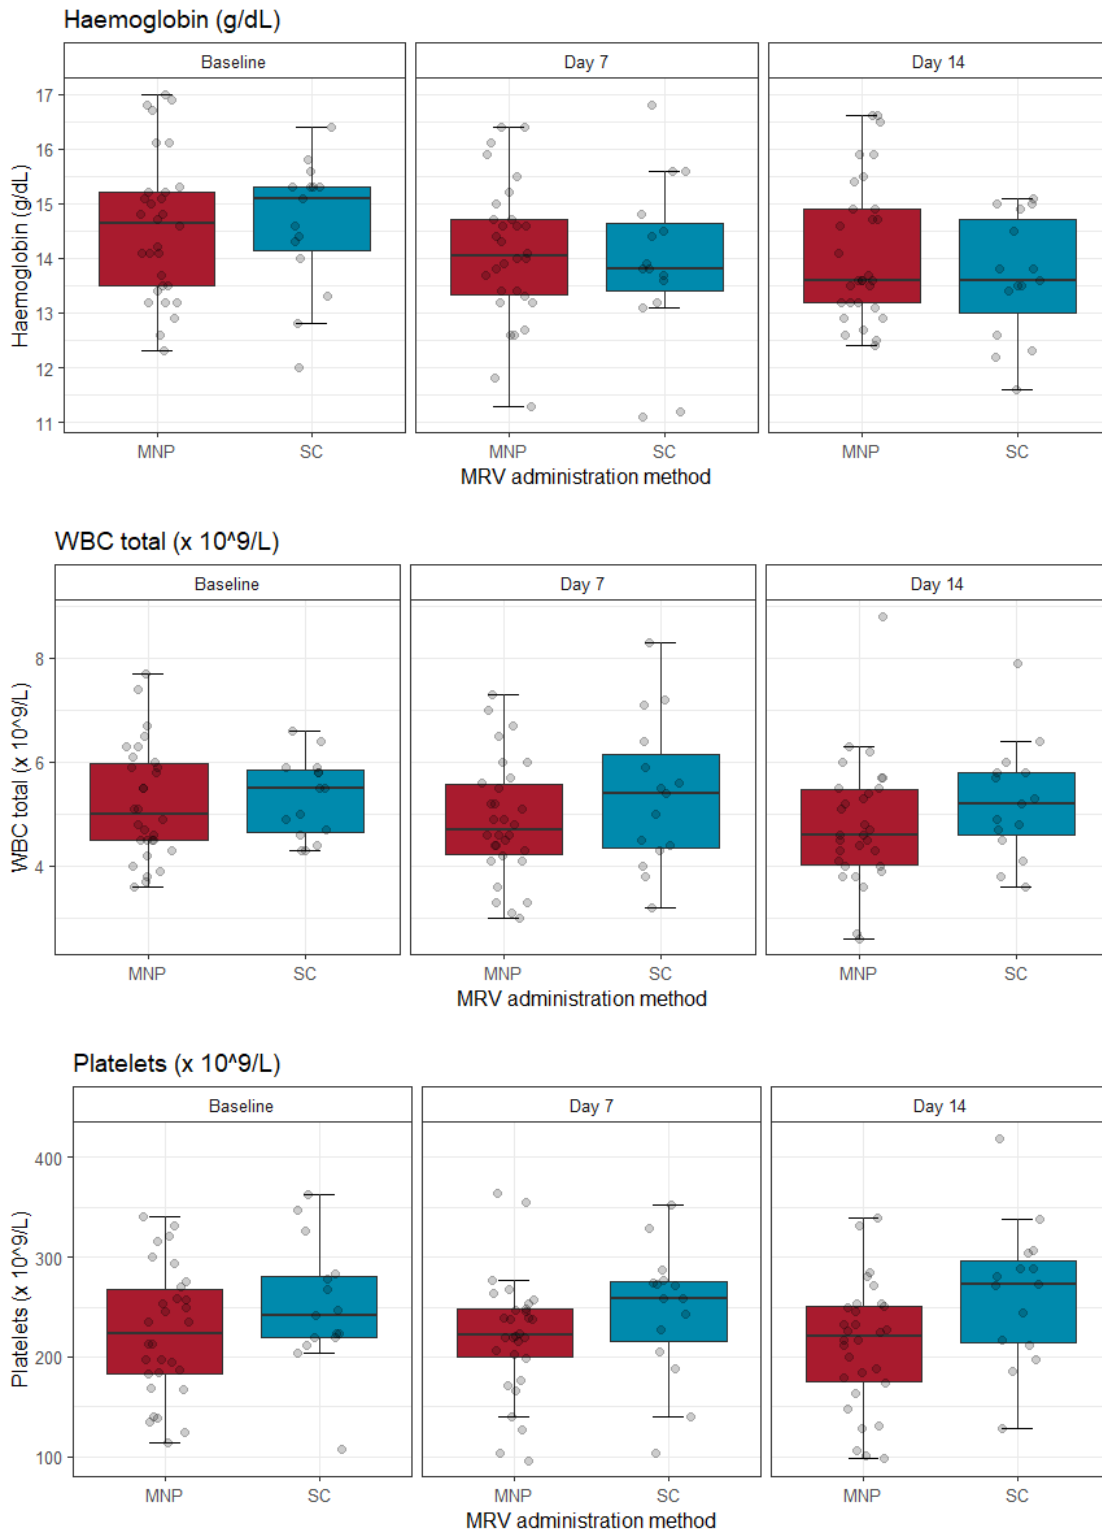 Haemoglobin (g/dL)
Baseline Day 7 Day 14
17
16
15
14
13
12
11
Haemoglobin (g/dL)
MNP SC MNP SC MNP SC
MRV administration method
WBC total (x 10^9/L)
Baseline Day 7 Day 14
8
6
4
WBC total (x 10^9/L)
MNP SC MNP SC MNP SC
MRV administration method
Platelets (x 10^9/L)
Baseline Day 7 Day 14
400
300
200
100
Platelets (x 10^9/L)
MNP SC MNP SC MNP SC
MRV administration method